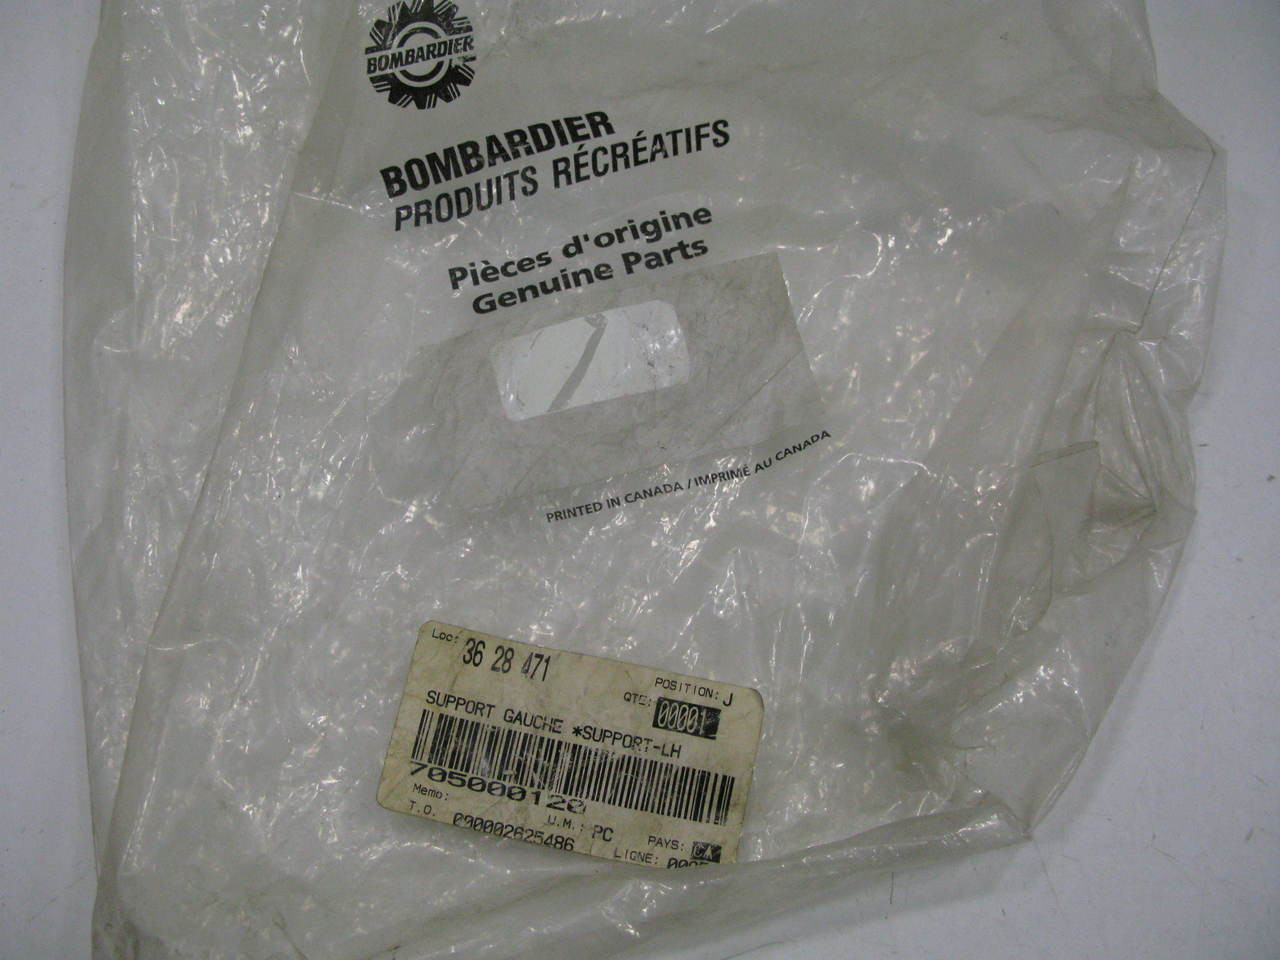 BOMBARDIER
BOMBARDIER
PRODUITS RÉCRÉATIFS
Pièces d'origine
Genuine Parts
PRINTED IN CANADA / IMPRIMÉ AU CANADA
Loc: 36 28 471
POSITION: J
QTE: 00001
SUPPORT GAUCHE *SUPPORT-LH
705000120
Memo:
U.M.: PC
PAYS: CA
T.O. 090002625486
LIGNE: